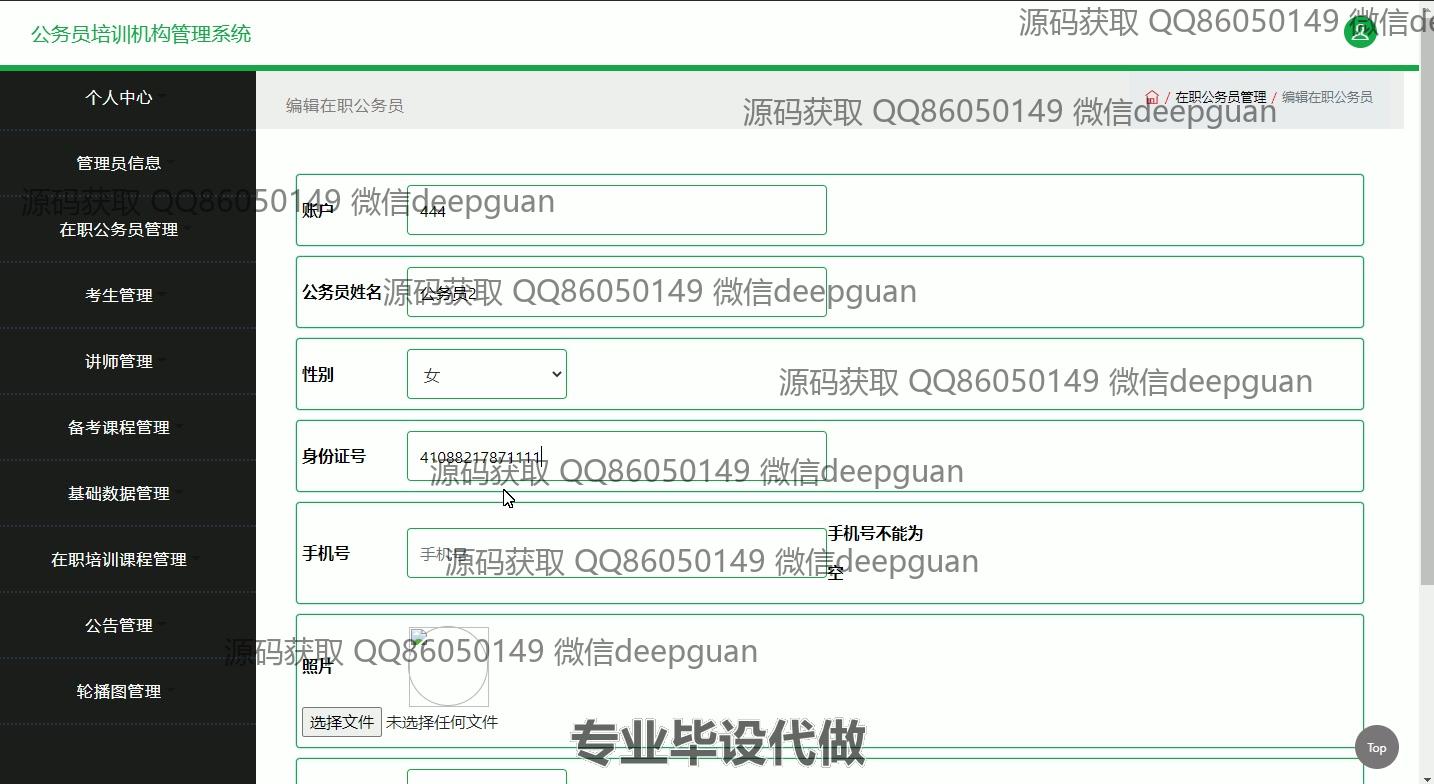 公务员培训机构管理系统
源码获取 QQ86050149 微信de
个人中心
管理员信息
在职公务员管理
考生管理
讲师管理
备考课程管理
基础数据管理
在职培训课程管理
公告管理
轮播图管理
编辑在职公务员
/ 在职公务员管理 / 编辑在职公务员
源码获取 QQ86050149 微信deepguan
源码获取 QQ86050149 微信deepguan
账户 444
公务员姓名 公务员2
源码获取 QQ86050149 微信deepguan
性别 女
源码获取 QQ86050149 微信deepguan
身份证号 41088217871111
源码获取 QQ86050149 微信deepguan
手机号 手机号
手机号不能为
空
源码获取 QQ86050149 微信deepguan
源码获取 QQ86050149 微信deepguan
照片
选择文件 未选择任何文件
专业毕设代做
Top